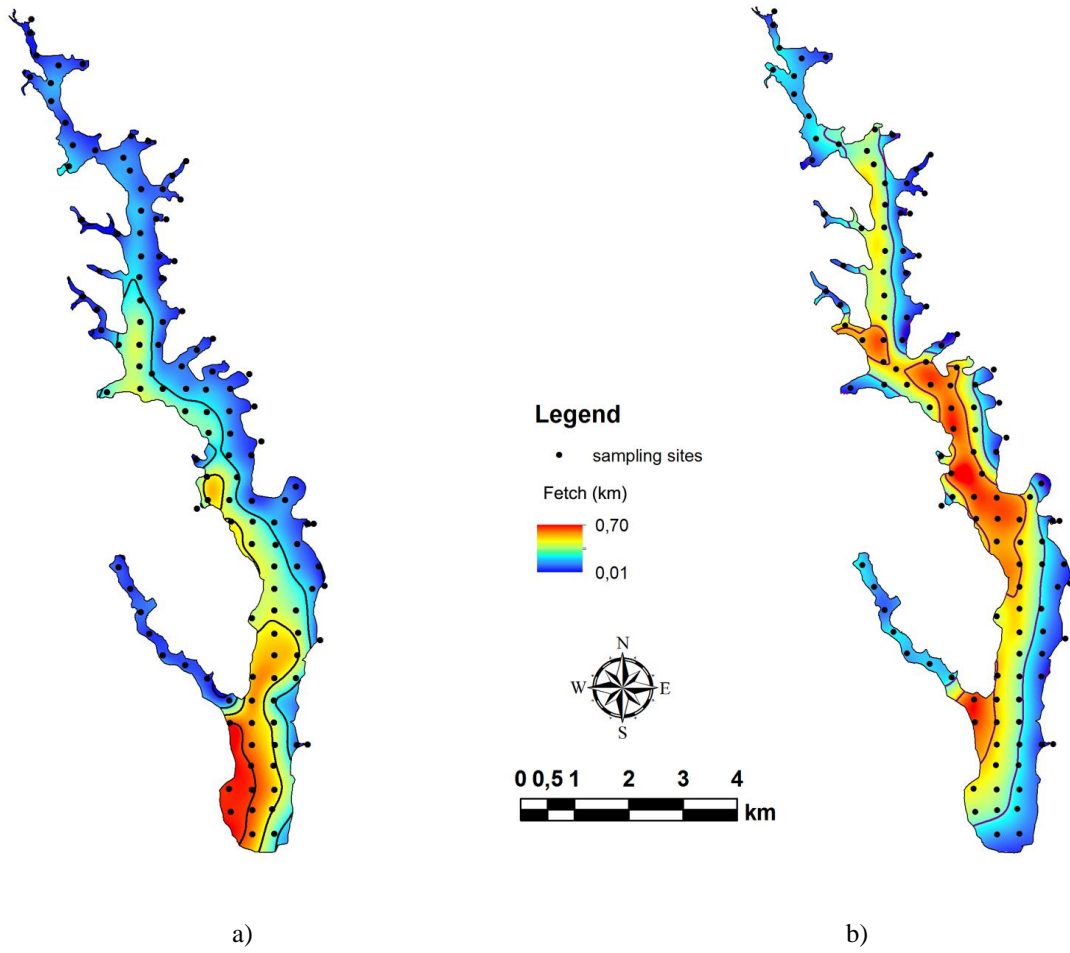 Legend
sampling sites
Fetch (km)
0,70
0,01
N
W E
S
0 0,5 1 2 3 4
km
a) b)